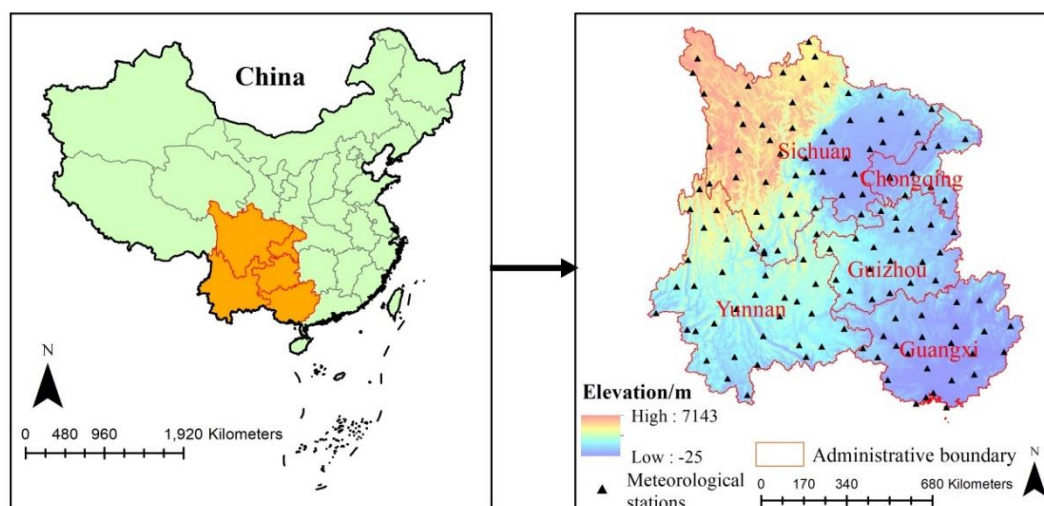 China
N
0 480 960 1,920 Kilometers
Sichuan
Chongqing
Guizhou
Yunnan
Guangxi
Elevation/m
High : 7143
Low : -25
Meteorological
stations
Administrative boundary
N
0 170 340 680 Kilometers